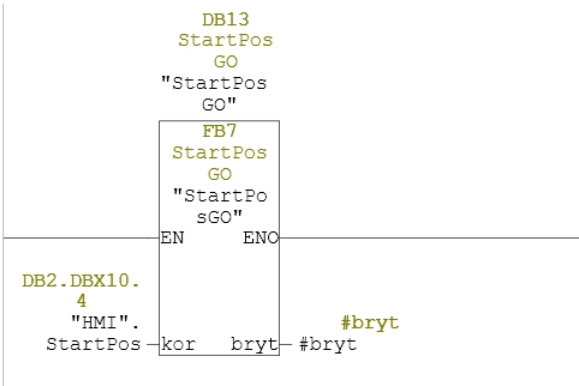 DB13
StartPos
GO
"StartPos
GO"
FB7
StartPos
GO
"StartPo
sGO"
EN ENO
DB2.DBX10.
4
"HMI". #bryt
StartPos kor bryt #bryt